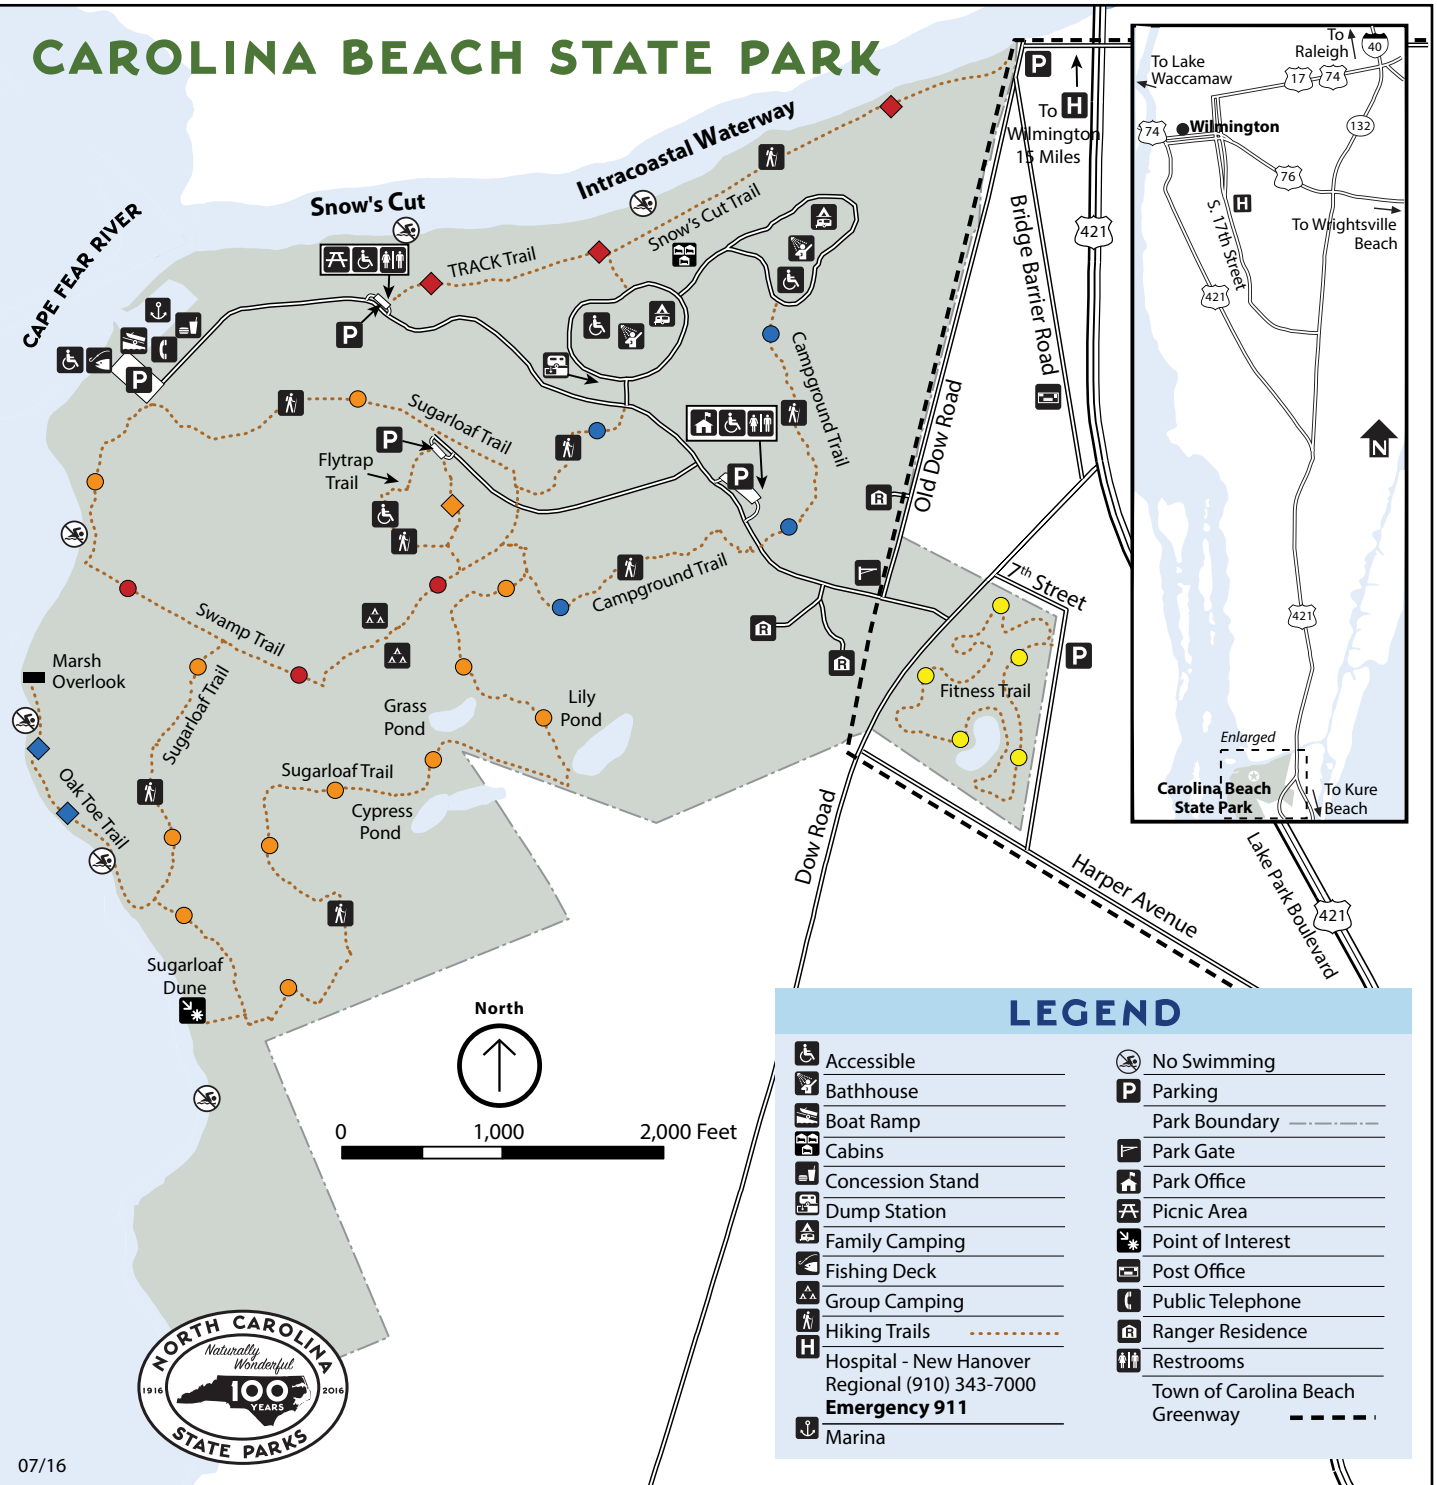 CAROLINA BEACH STATE PARK
Intracoastal Waterway
Snow's Cut
CAPE FEAR RIVER
TRACK Trail
Snow's Cut Trail
P
To H
Wilmington
15 Miles
421
Bridge Barrier Road
Old Dow Road
P
P
Sugarloaf Trail
P
Flytrap
Trail
Campground Trail
P
R
Campground Trail
7th Street
R
R
P
Swamp Trail
Marsh
Overlook
Sugarloaf Trail
Oak Toe Trail
Grass
Pond
Lily
Pond
Fitness Trail
Sugarloaf Trail
Cypress
Pond
Dow Road
Harper Avenue
Lake Park Boulevard
421
Sugarloaf
Dune
North
0 1,000 2,000 Feet
To
Raleigh
40
To Lake
Waccamaw
17
74
74
Wilmington
132
76
H
S. 17th Street
To Wrightsville
Beach
421
N
421
Enlarged
Carolina Beach
State Park
To Kure
Beach
LEGEND
Accessible
Bathhouse
Boat Ramp
Cabins
Concession Stand
Dump Station
Family Camping
Fishing Deck
Group Camping
Hiking Trails
H
Hospital - New Hanover
Regional (910) 343-7000
Emergency 911
Marina
No Swimming
P Parking
Park Boundary
Park Gate
Park Office
Picnic Area
Point of Interest
Post Office
Public Telephone
R Ranger Residence
Restrooms
Town of Carolina Beach
Greenway
NORTH CAROLINA
Naturally
Wonderful
1916
100
YEARS
2016
STATE PARKS
07/16